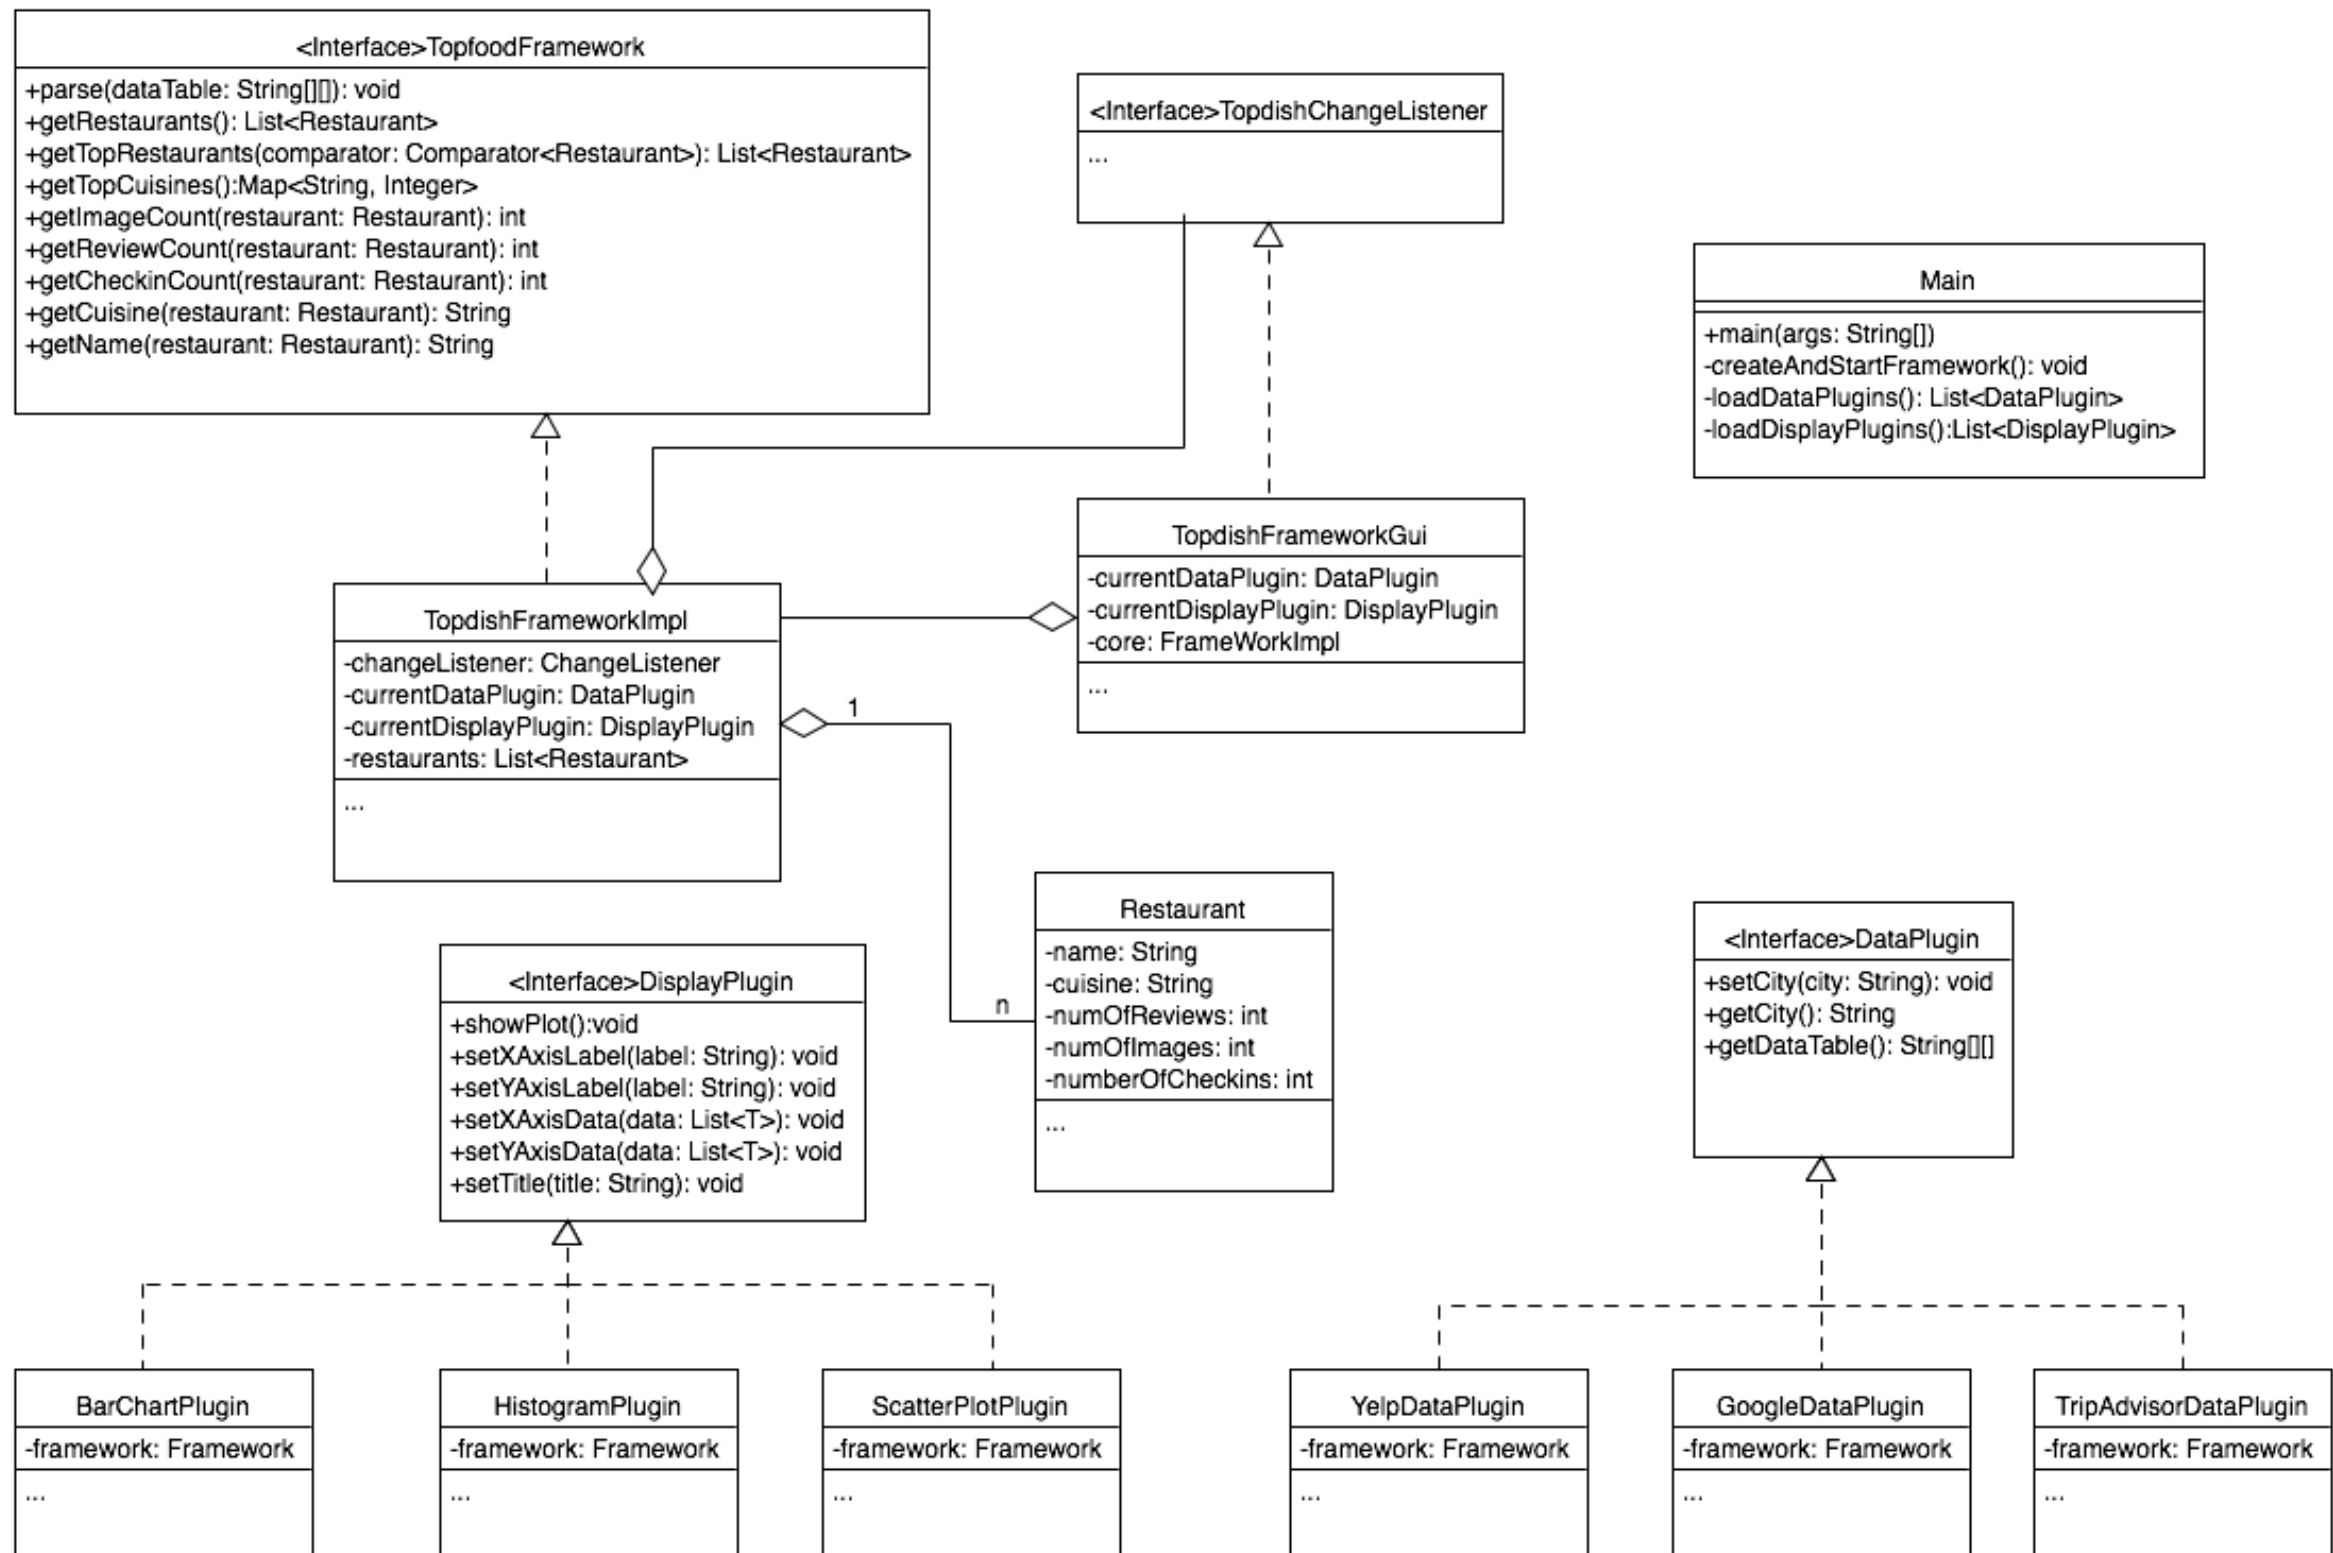 <Interface>TopfoodFramework
+parse(dataTable: String[][]): void
+getRestaurants(): List<Restaurant>
+getTopRestaurants(comparator: Comparator<Restaurant>): List<Restaurant>
+getTopCuisines():Map<String, Integer>
+getImageCount(restaurant: Restaurant): int
+getReviewCount(restaurant: Restaurant): int
+getCheckinCount(restaurant: Restaurant): int
+getCuisine(restaurant: Restaurant): String
+getName(restaurant: Restaurant): String
<Interface>TopdishChangeListener
...
Main
+main(args: String[])
-createAndStartFramework(): void
-loadDataPlugins(): List<DataPlugin>
-loadDisplayPlugins():List<DisplayPlugin>
TopdishFrameworkImpl
-changeListener: ChangeListener
-currentDataPlugin: DataPlugin
-currentDisplayPlugin: DisplayPlugin
-restaurants: List<Restaurant>
...
TopdishFrameworkGui
-currentDataPlugin: DataPlugin
-currentDisplayPlugin: DisplayPlugin
-core: FrameWorkImpl
...
1
n
Restaurant
-name: String
-cuisine: String
-numOfReviews: int
-numOfImages: int
-numberOfCheckins: int
...
<Interface>DisplayPlugin
+showPlot():void
+setXAxisLabel(label: String): void
+setYAxisLabel(label: String): void
+setXAxisData(data: List<T>): void
+setYAxisData(data: List<T>): void
+setTitle(title: String): void
<Interface>DataPlugin
+setCity(city: String): void
+getCity(): String
+getDataTable(): String[][]
BarChartPlugin
-framework: Framework
...
HistogramPlugin
-framework: Framework
...
ScatterPlotPlugin
-framework: Framework
...
YelpDataPlugin
-framework: Framework
...
GoogleDataPlugin
-framework: Framework
...
TripAdvisorDataPlugin
-framework: Framework
...